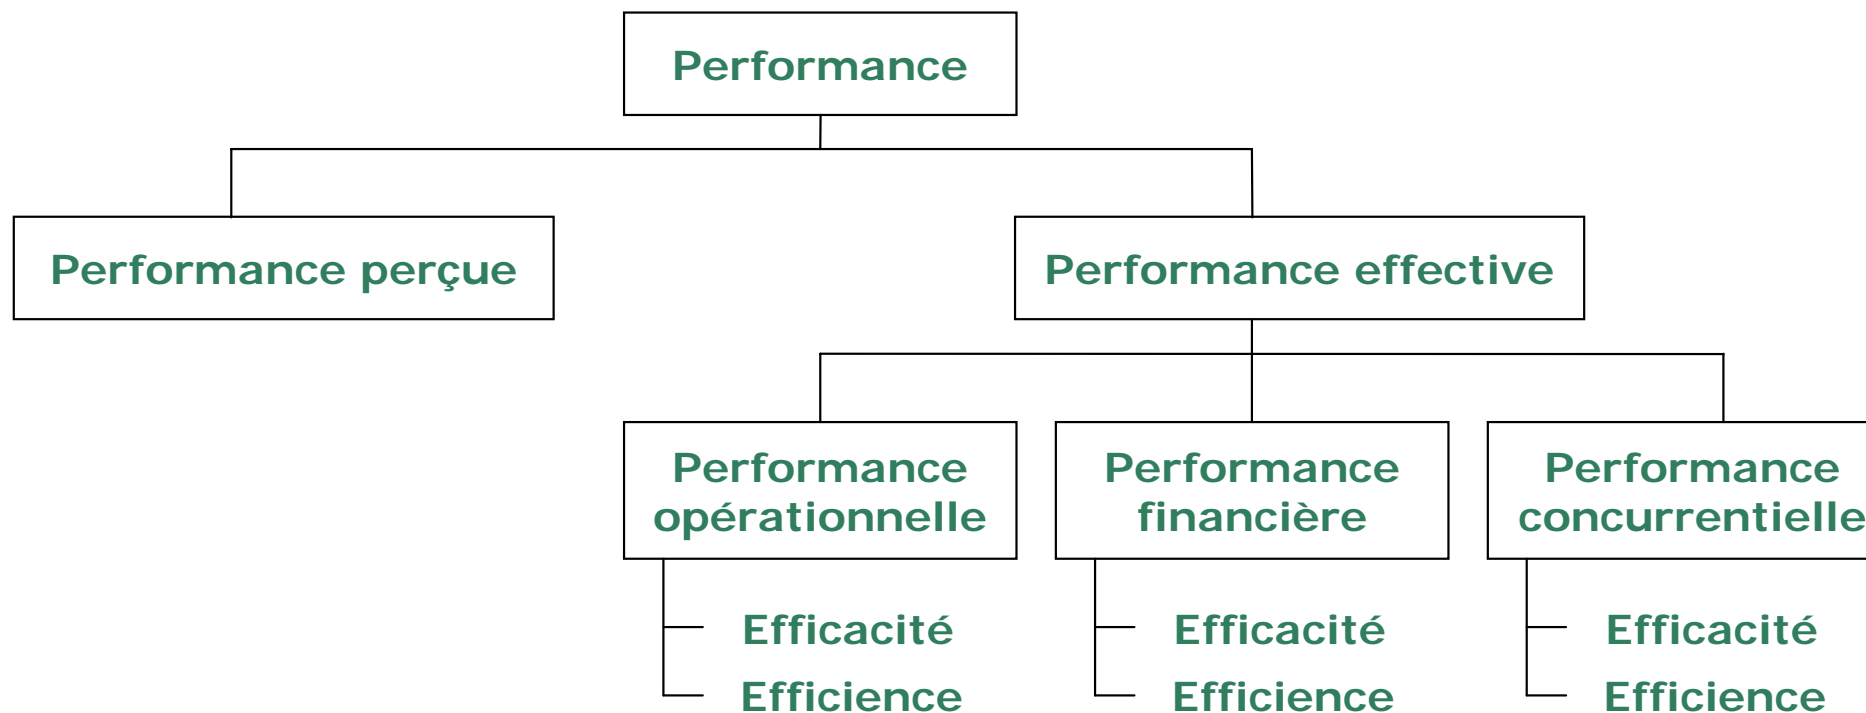 Performance
Performance perçue
Performance effective
Performance
opérationnelle
Efficacité
Efficience
Performance
financière
Efficacité
Efficience
Performance
concurrentielle
Efficacité
Efficience